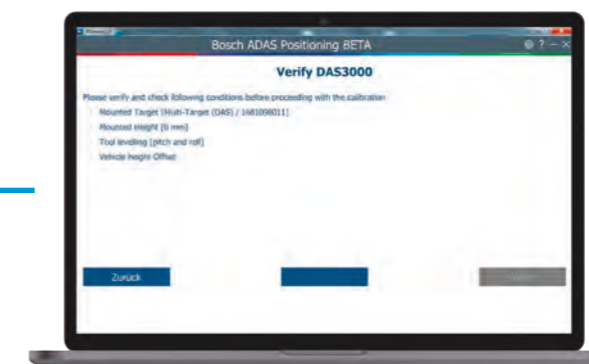 Bosch ADAS Positioning BETA
Verify DAS3000
Please verify and check following conditions before proceeding with the calibration
Mounted Target [Multi-Target (DAS) / 1681098011]
Mounted Height [0 mm]
Tool levelling [pitch and roll]
Vehicle Height Offset
Zurück